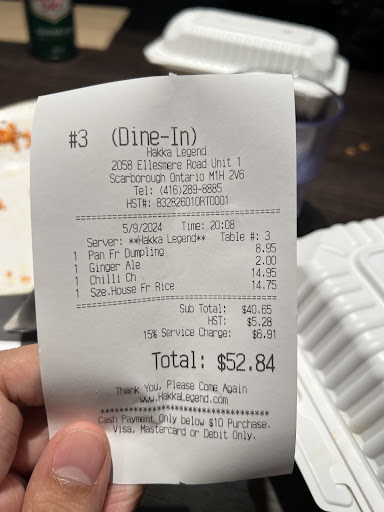 #3 (Dine-In)
Hakka Legend
2058 Ellesmere Road Unit 1
Scarborough Ontario M1H 2V6
Tel: (416)289-8885
HST#: 832826010RT0001
5/9/2024 Time: 20:08
Server: **Hakka Legend** Table #: 3
1 Pan Fr Dumpling 8.95
1 Ginger Ale 2.00
1 Chilli Ch 14.95
1 Sze.House Fr Rice 14.75
Sub Total: $40.65
HST: $5.28
15% Service Charge: $6.91
Total: $52.84
Thank You, Please Come Again
www.HakkaLegend.com
*************************************
Cash Payment Only below $10 Purchase.
Visa, Mastercard or Debit Only.